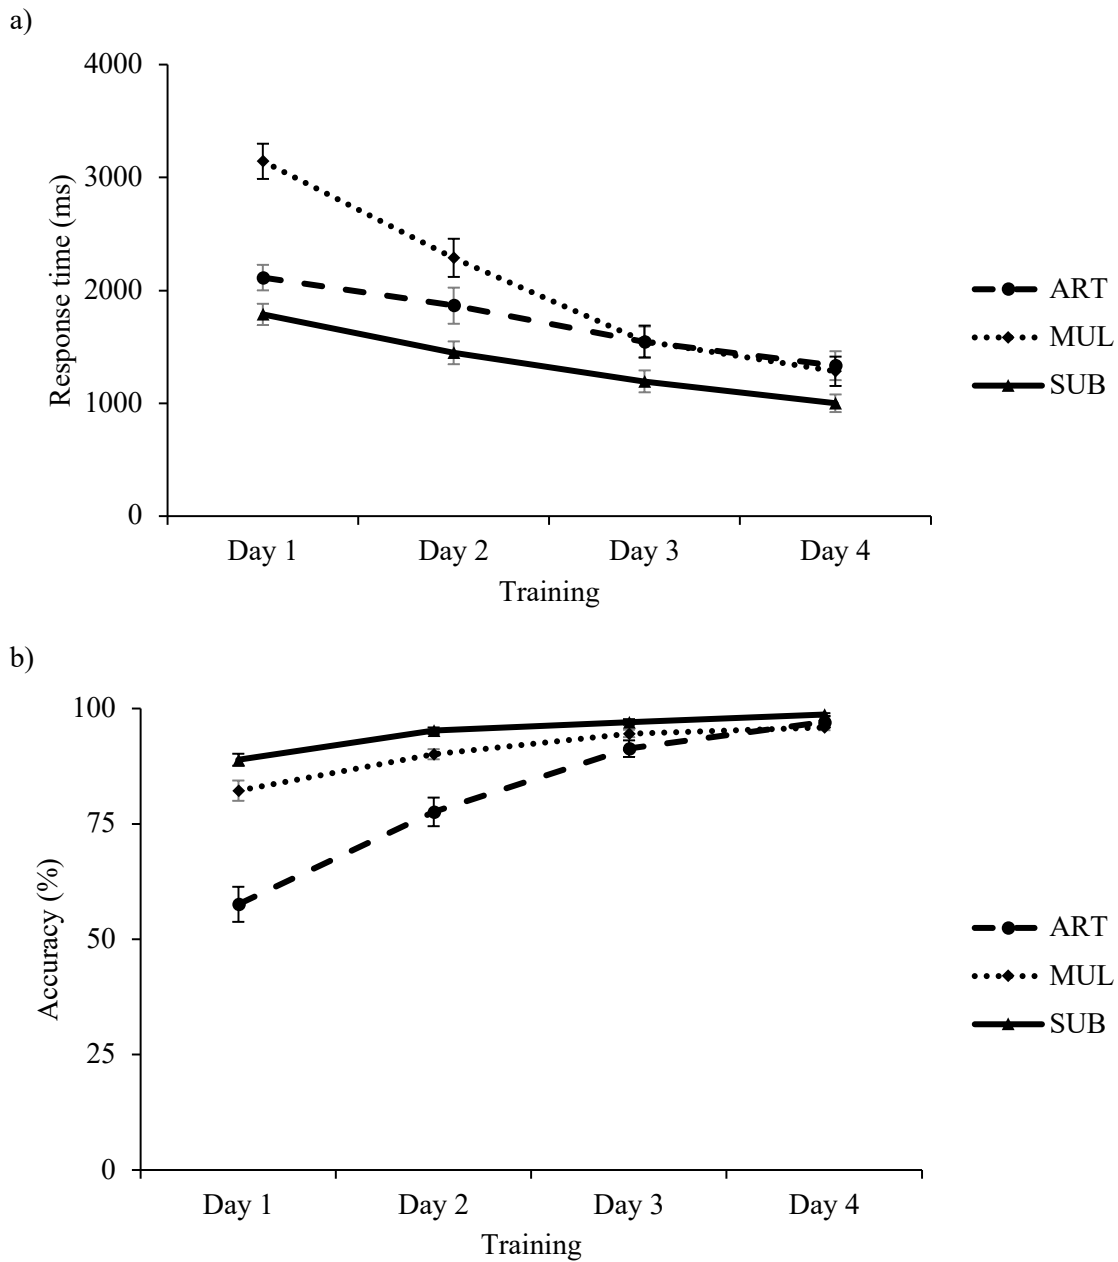 a)
4000
3000
2000
1000
0
Response time (ms)
Day 1 Day 2 Day 3 Day 4
Training
ART
MUL
SUB
b)
100
75
50
25
0
Accuracy (%)
Day 1 Day 2 Day 3 Day 4
Training
ART
MUL
SUB